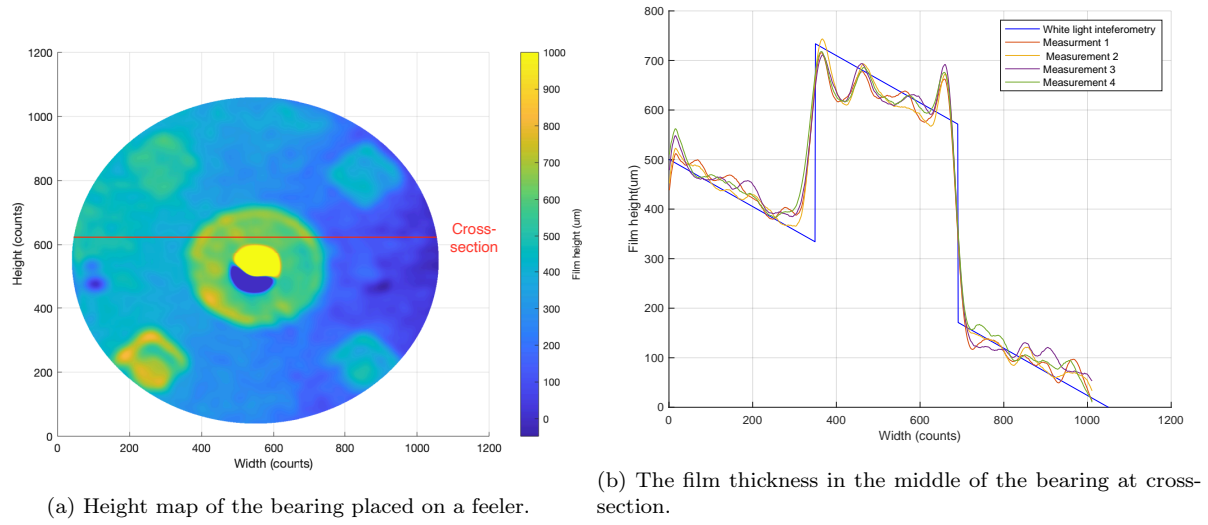 1200
1000
800
600
400
200
0
0
200
400
600
800
1000
1200
Height (counts)
Width (counts)
Cross-
section
1000
900
800
700
600
500
400
300
200
100
0
Film height (um)
(a) Height map of the bearing placed on a feeler.
800
700
600
500
400
300
200
100
0
0
200
400
600
800
1000
1200
Film height(um)
Width (counts)
White light inteferometry
Measurment 1
Measurement 2
Measurement 3
Measurement 4
(b) The film thickness in the middle of the bearing at cross-
section.